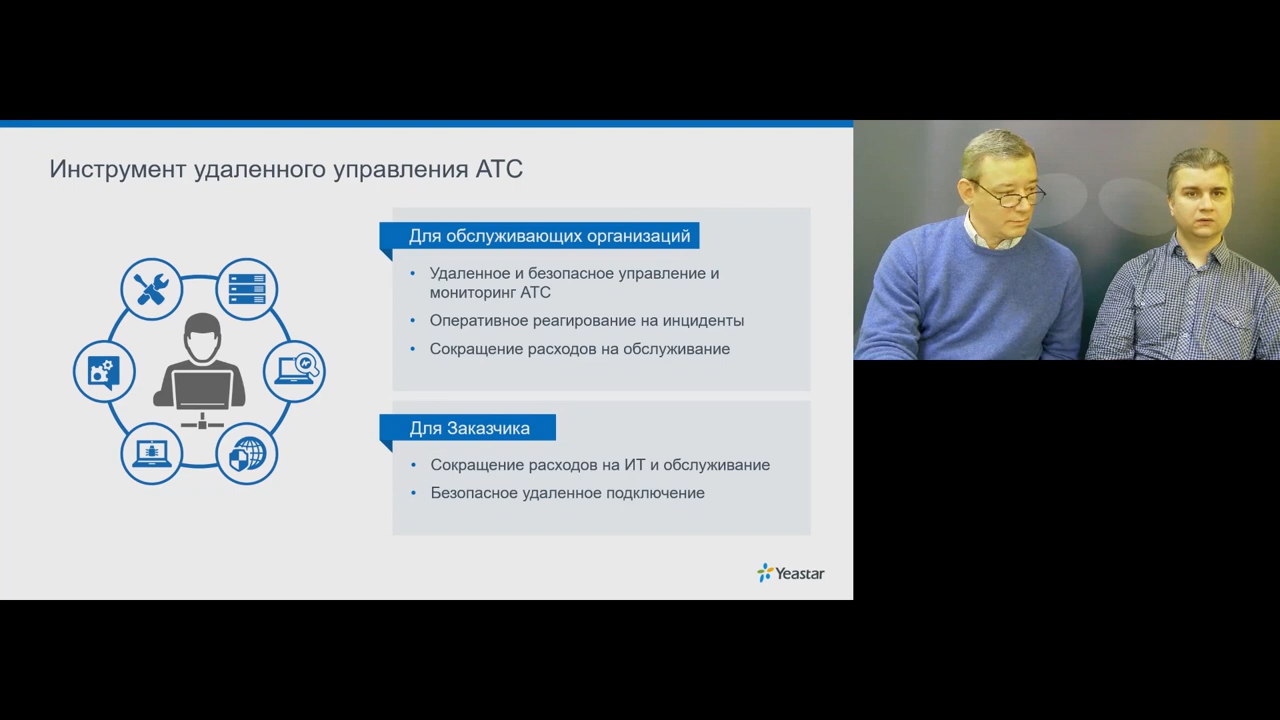 Инструмент удаленного управления АТС
Для обслуживающих организаций
• Удаленное и безопасное управление и
мониторинг АТС
• Оперативное реагирование на инциденты
• Сокращение расходов на обслуживание
Для Заказчика
• Сокращение расходов на ИТ и обслуживание
• Безопасное удаленное подключение
Yeastar